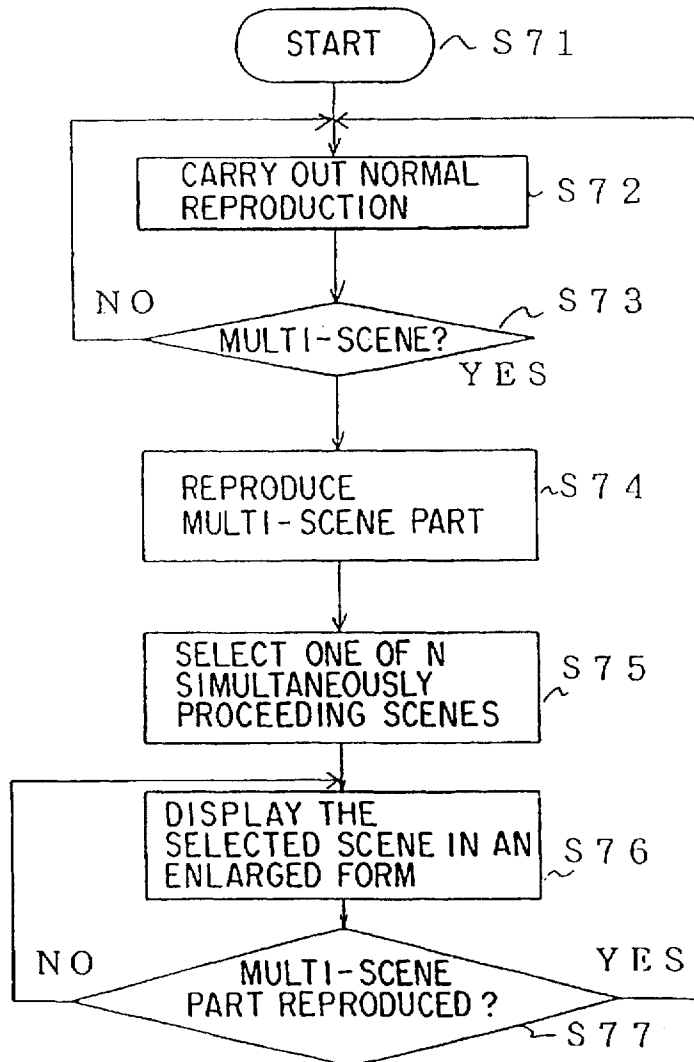 START
S71
CARRY OUT NORMAL
REPRODUCTION
S72
NO
S73
MULTI-SCENE?
YES
REPRODUCE
MULTI-SCENE PART
S74
SELECT ONE OF N
SIMULTANEOUSLY
PROCEEDING SCENES
S75
DISPLAY THE
SELECTED SCENE IN AN
ENLARGED FORM
S76
NO
YES
MULTI-SCENE
PART REPRODUCED?
S77